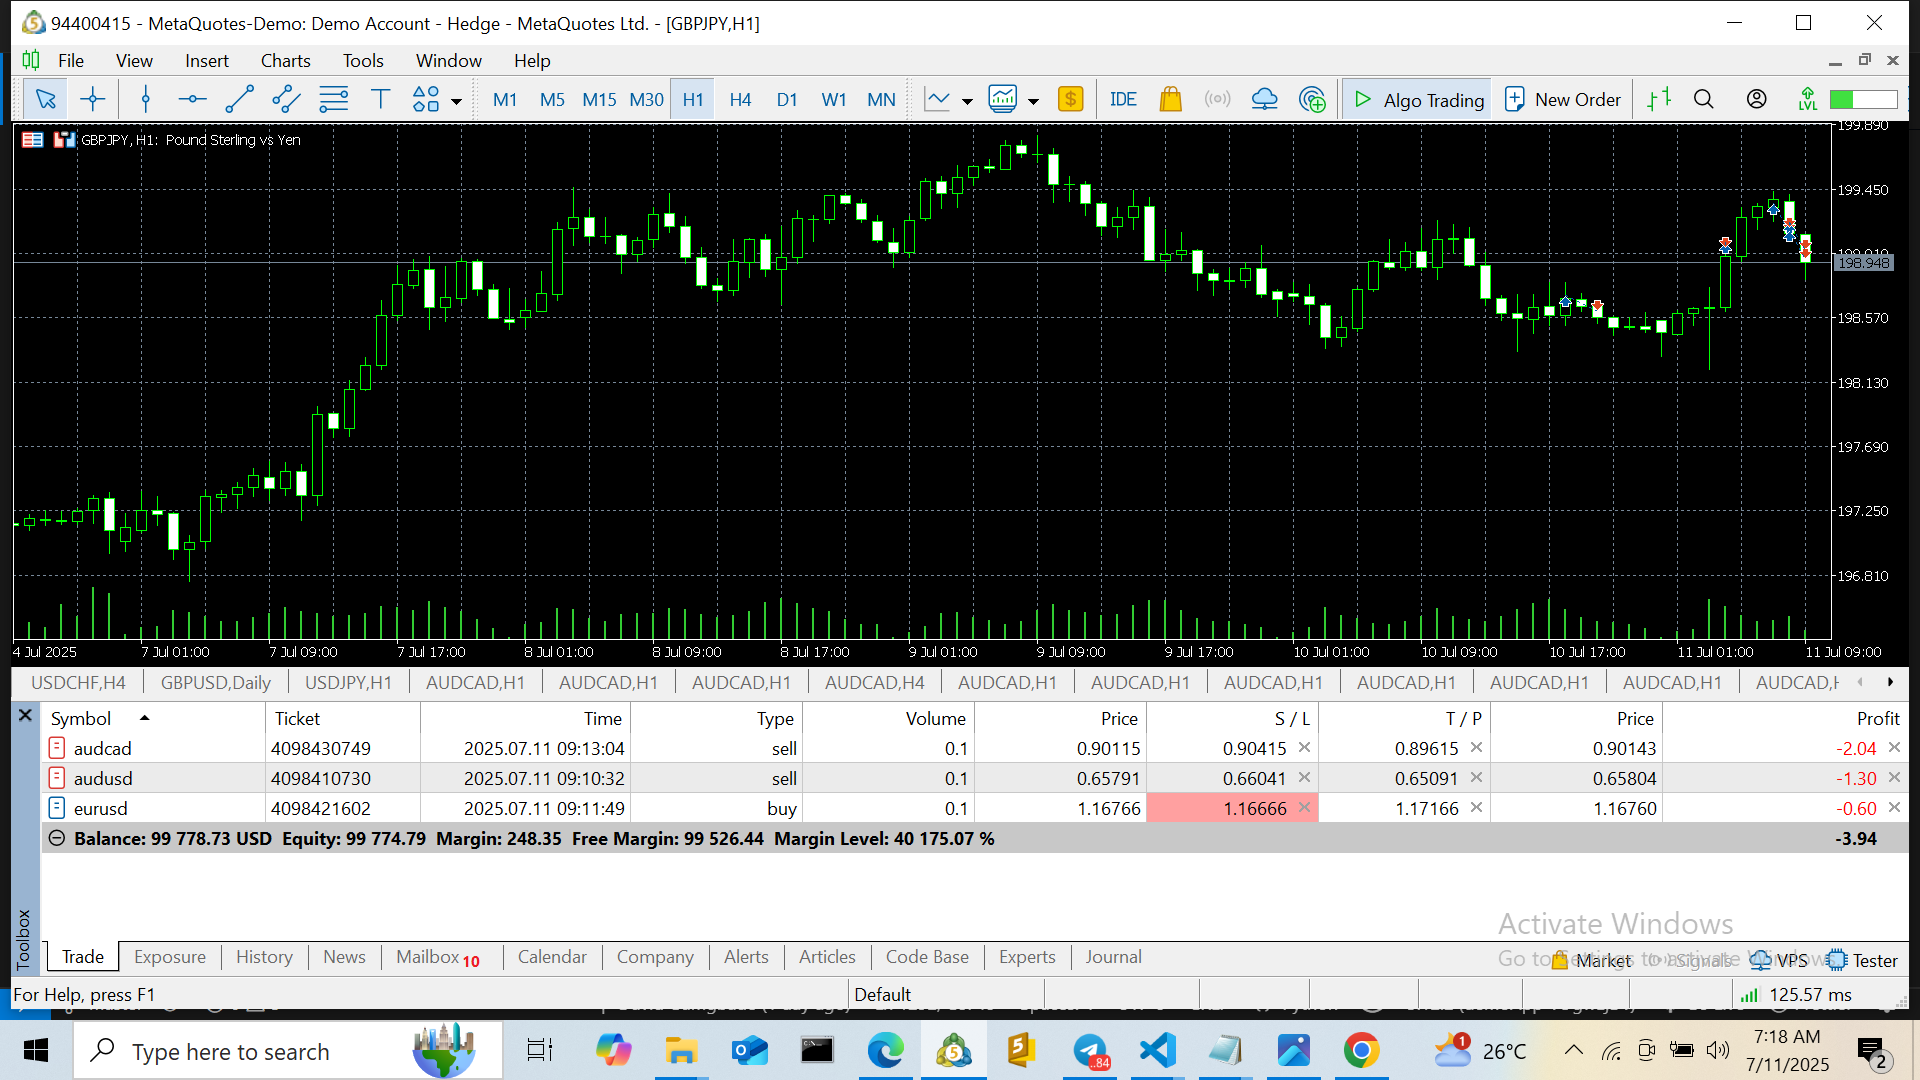 94400415 - MetaQuotes-Demo: Demo Account - Hedge - MetaQuotes Ltd. - [GBPJPY,H1]
File View Insert Charts Tools Window Help
M1 M5 M15 M30 H1 H4 D1 W1 MN IDE Algo Trading New Order LVL
GBPJPY, H1: Pound Sterling vs Yen
199.890
199.450
199.010
198.948
198.570
198.130
197.690
197.250
196.810
4 Jul 2025 7 Jul 01:00 7 Jul 09:00 7 Jul 17:00 8 Jul 01:00 8 Jul 09:00 8 Jul 17:00 9 Jul 01:00 9 Jul 09:00 9 Jul 17:00 10 Jul 01:00 10 Jul 09:00 10 Jul 17:00 11 Jul 01:00 11 Jul 09:00
USDCHF,H4 GBPUSD,Daily USDJPY,H1 AUDCAD,H1 AUDCAD,H1 AUDCAD,H1 AUDCAD,H4 AUDCAD,H1 AUDCAD,H1 AUDCAD,H1 AUDCAD,H1 AUDCAD,H1 AUDCAD,H1 AUDCAD,H
Symbol Ticket Time Type Volume Price S / L T / P Price Profit
audcad 4098430749 2025.07.11 09:13:04 sell 0.1 0.90115 0.90415 0.89615 0.90143 -2.04
audusd 4098410730 2025.07.11 09:10:32 sell 0.1 0.65791 0.66041 0.65091 0.65804 -1.30
eurusd 4098421602 2025.07.11 09:11:49 buy 0.1 1.16766 1.16666 1.17166 1.16760 -0.60
Balance: 99 778.73 USD Equity: 99 774.79 Margin: 248.35 Free Margin: 99 526.44 Margin Level: 40 175.07 % -3.94
Toolbox
Activate Windows
Go to Settings to activate Windows.
Trade Exposure History News Mailbox 10 Calendar Company Alerts Articles Code Base Experts Journal Market Signals VPS Tester
For Help, press F1 Default 125.57 ms
Type here to search 84 1 26°C 7:18 AM
7/11/2025 2